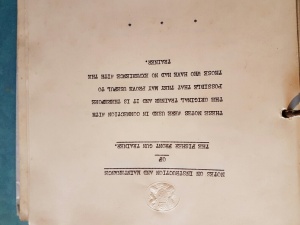 NOTES ON INSTRUCTION AND MAINTENANCE
OF
THE FISHER FRONT GUN TRAINER.
THESE NOTES WERE USED IN CONNECTION WITH
THE ORIGINAL TRAINER AND IT IS THEREFORE
POSSIBLE THAT THEY MAY PROVE USEFUL TO
THOSE WHO HAVE HAD NO EXPERIENCE WITH THE
TRAINER.